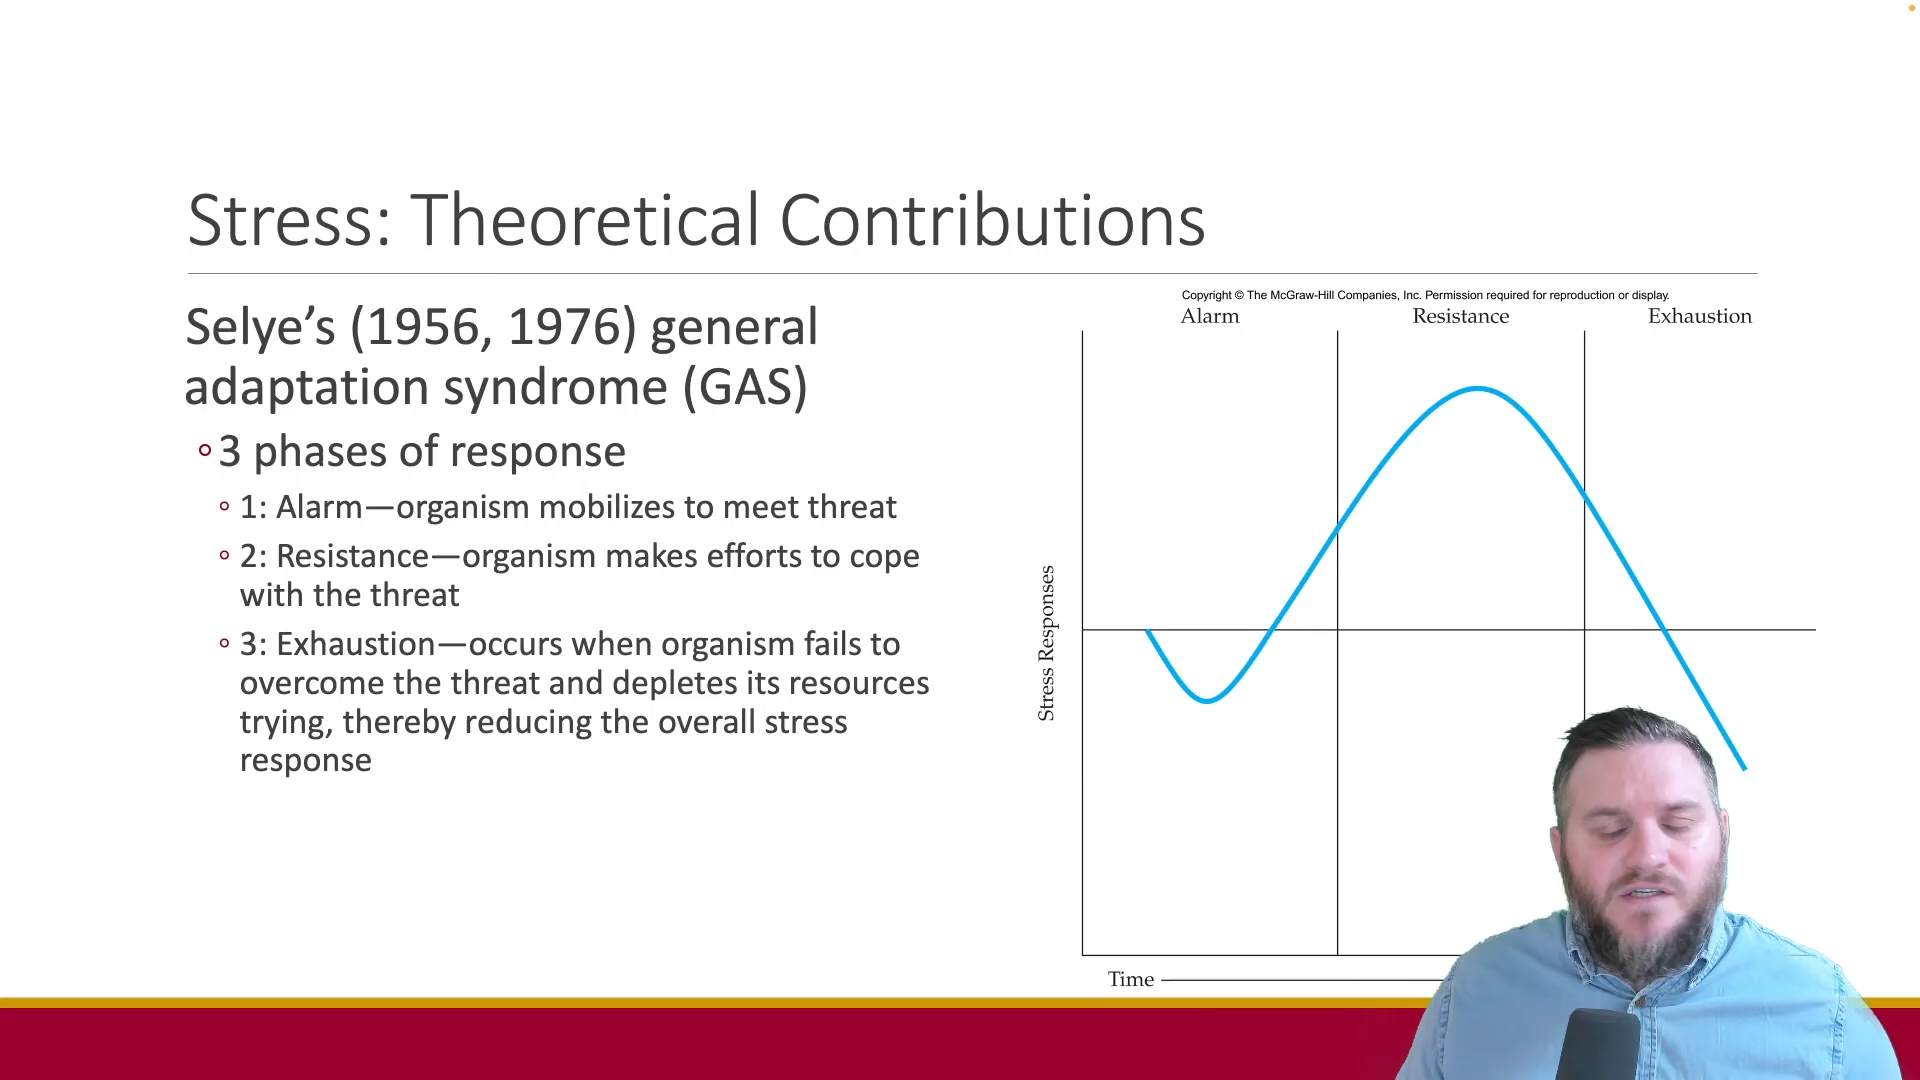 Stress: Theoretical Contributions
Selye’s (1956, 1976) general
adaptation syndrome (GAS)
3 phases of response
1: Alarm—organism mobilizes to meet threat
2: Resistance—organism makes efforts to cope
with the threat
3: Exhaustion—occurs when organism fails to
overcome the threat and depletes its resources
trying, thereby reducing the overall stress
response
Copyright © The McGraw-Hill Companies, Inc. Permission required for reproduction or display.
Alarm
Resistance
Exhaustion
Stress Responses
Time